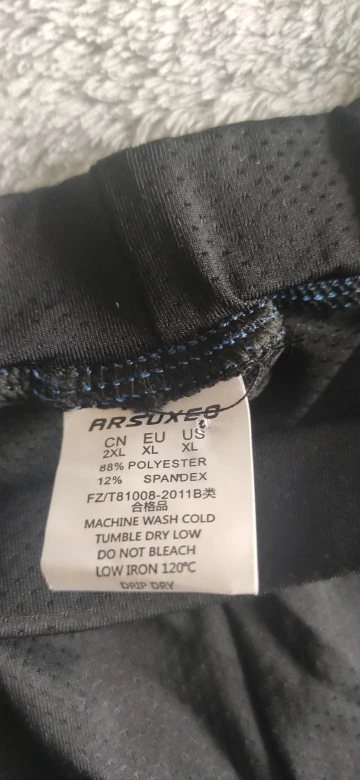 ARSUXEO
CN EU US
2XL XL XL
88% POLYESTER
12% SPANDEX
FZ/T81008-2011B类
合格品
MACHINE WASH COLD
TUMBLE DRY LOW
DO NOT BLEACH
LOW IRON 120℃
DRIP DRY